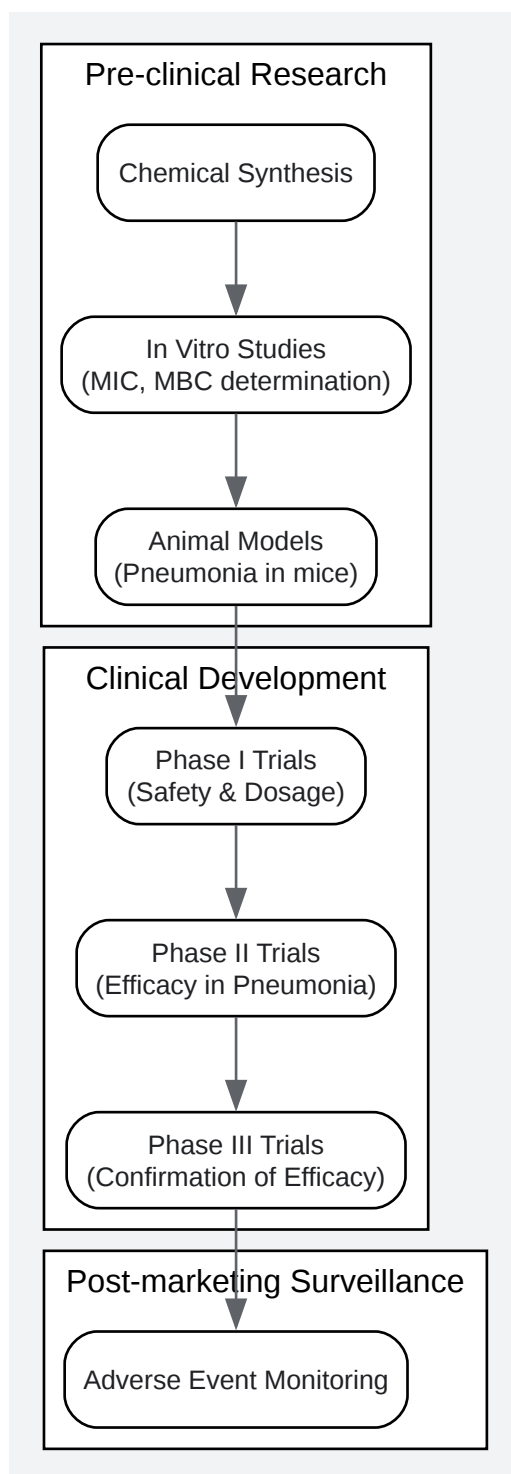 Pre-clinical Research
Chemical Synthesis
In Vitro Studies
(MIC, MBC determination)
Animal Models
(Pneumonia in mice)
Clinical Development
Phase I Trials
(Safety & Dosage)
Phase II Trials
(Efficacy in Pneumonia)
Phase III Trials
(Confirmation of Efficacy)
Post-marketing Surveillance
Adverse Event Monitoring